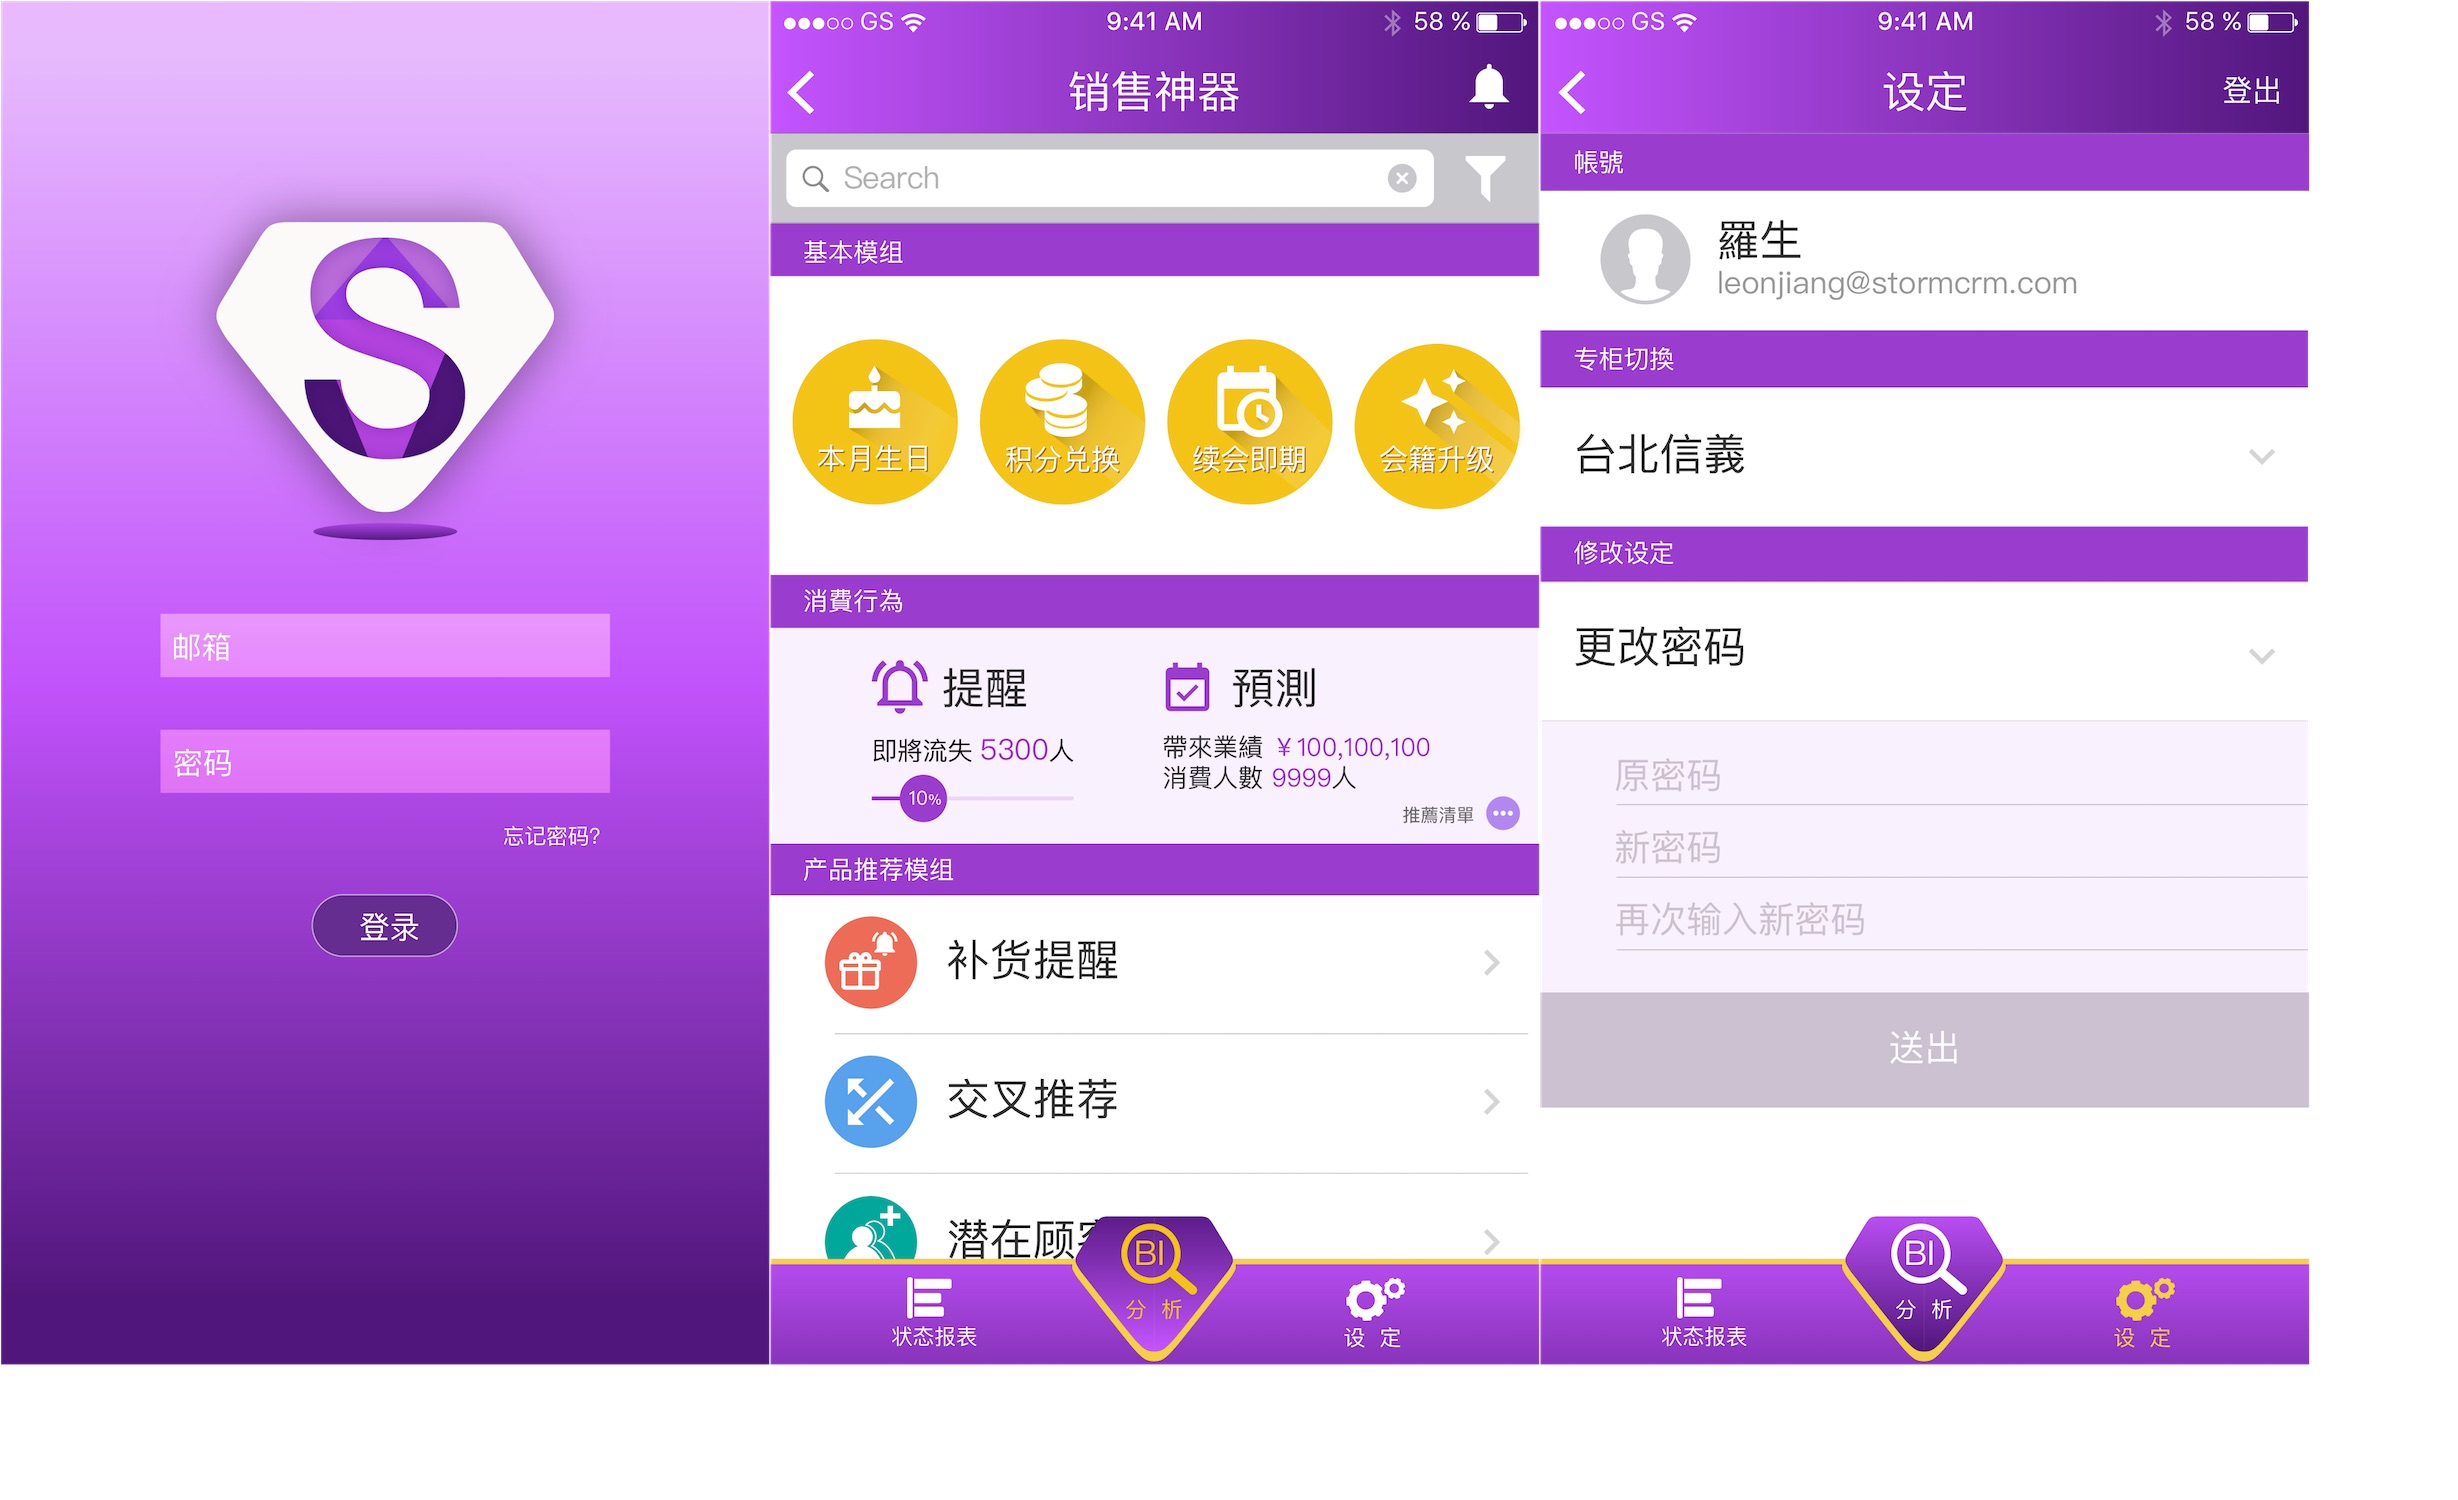 S
邮箱
密码
忘记密码?
登录
GS 9:41 AM 58 %
销售神器
Search
基本模组
本月生日 积分兑换 续会即期 会籍升级
消費行為
提醒
即將流失 5300人
10%
預測
帶來業績 ¥100,100,100
消費人數 9999人
推薦清單
产品推荐模组
补货提醒
交叉推荐
潜在顾客
状态报表
BI
分 析
设 定
GS 9:41 AM 58 %
设定
登出
帳號
羅生
leonjiang@stormcrm.com
专柜切换
台北信義
修改设定
更改密码
原密码
新密码
再次输入新密码
送出
状态报表
BI
分 析
设 定